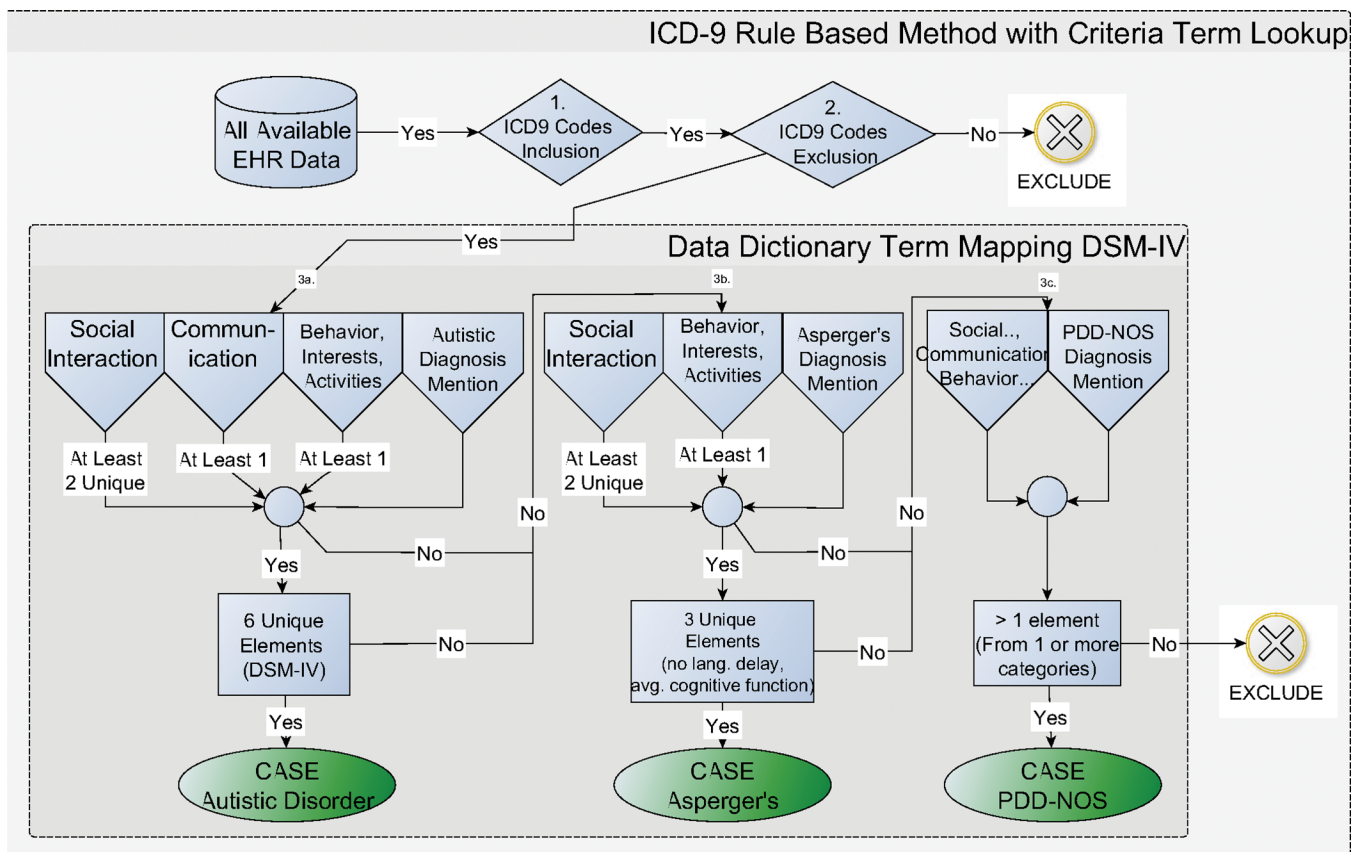 ICD-9 Rule Based Method with Criteria Term Lookup
All Available
EHR Data
Yes
1.
ICD9 Codes
Inclusion
Yes
2.
ICD9 Codes
Exclusion
No
EXCLUDE
Yes
Data Dictionary Term Mapping DSM-IV
3a.
3b.
3c.
Social
Interaction
Commun-
ication
Behavior,
Interests,
Activities
Autistic
Diagnosis
Mention
Social
Interaction
Behavior,
Interests,
Activities
Asperger's
Diagnosis
Mention
Social..,
Communication
Behavior...
PDD-NOS
Diagnosis
Mention
At Least
2 Unique
At Least 1
At Least 1
At Least
2 Unique
At Least 1
No
No
No
No
Yes
Yes
6 Unique
Elements
(DSM-IV)
No
3 Unique
Elements
(no lang. delay,
avg. cognitive function)
No
> 1 element
(From 1 or more
categories)
No
EXCLUDE
Yes
Yes
Yes
CASE
Autistic Disorder
CASE
Asperger's
CASE
PDD-NOS